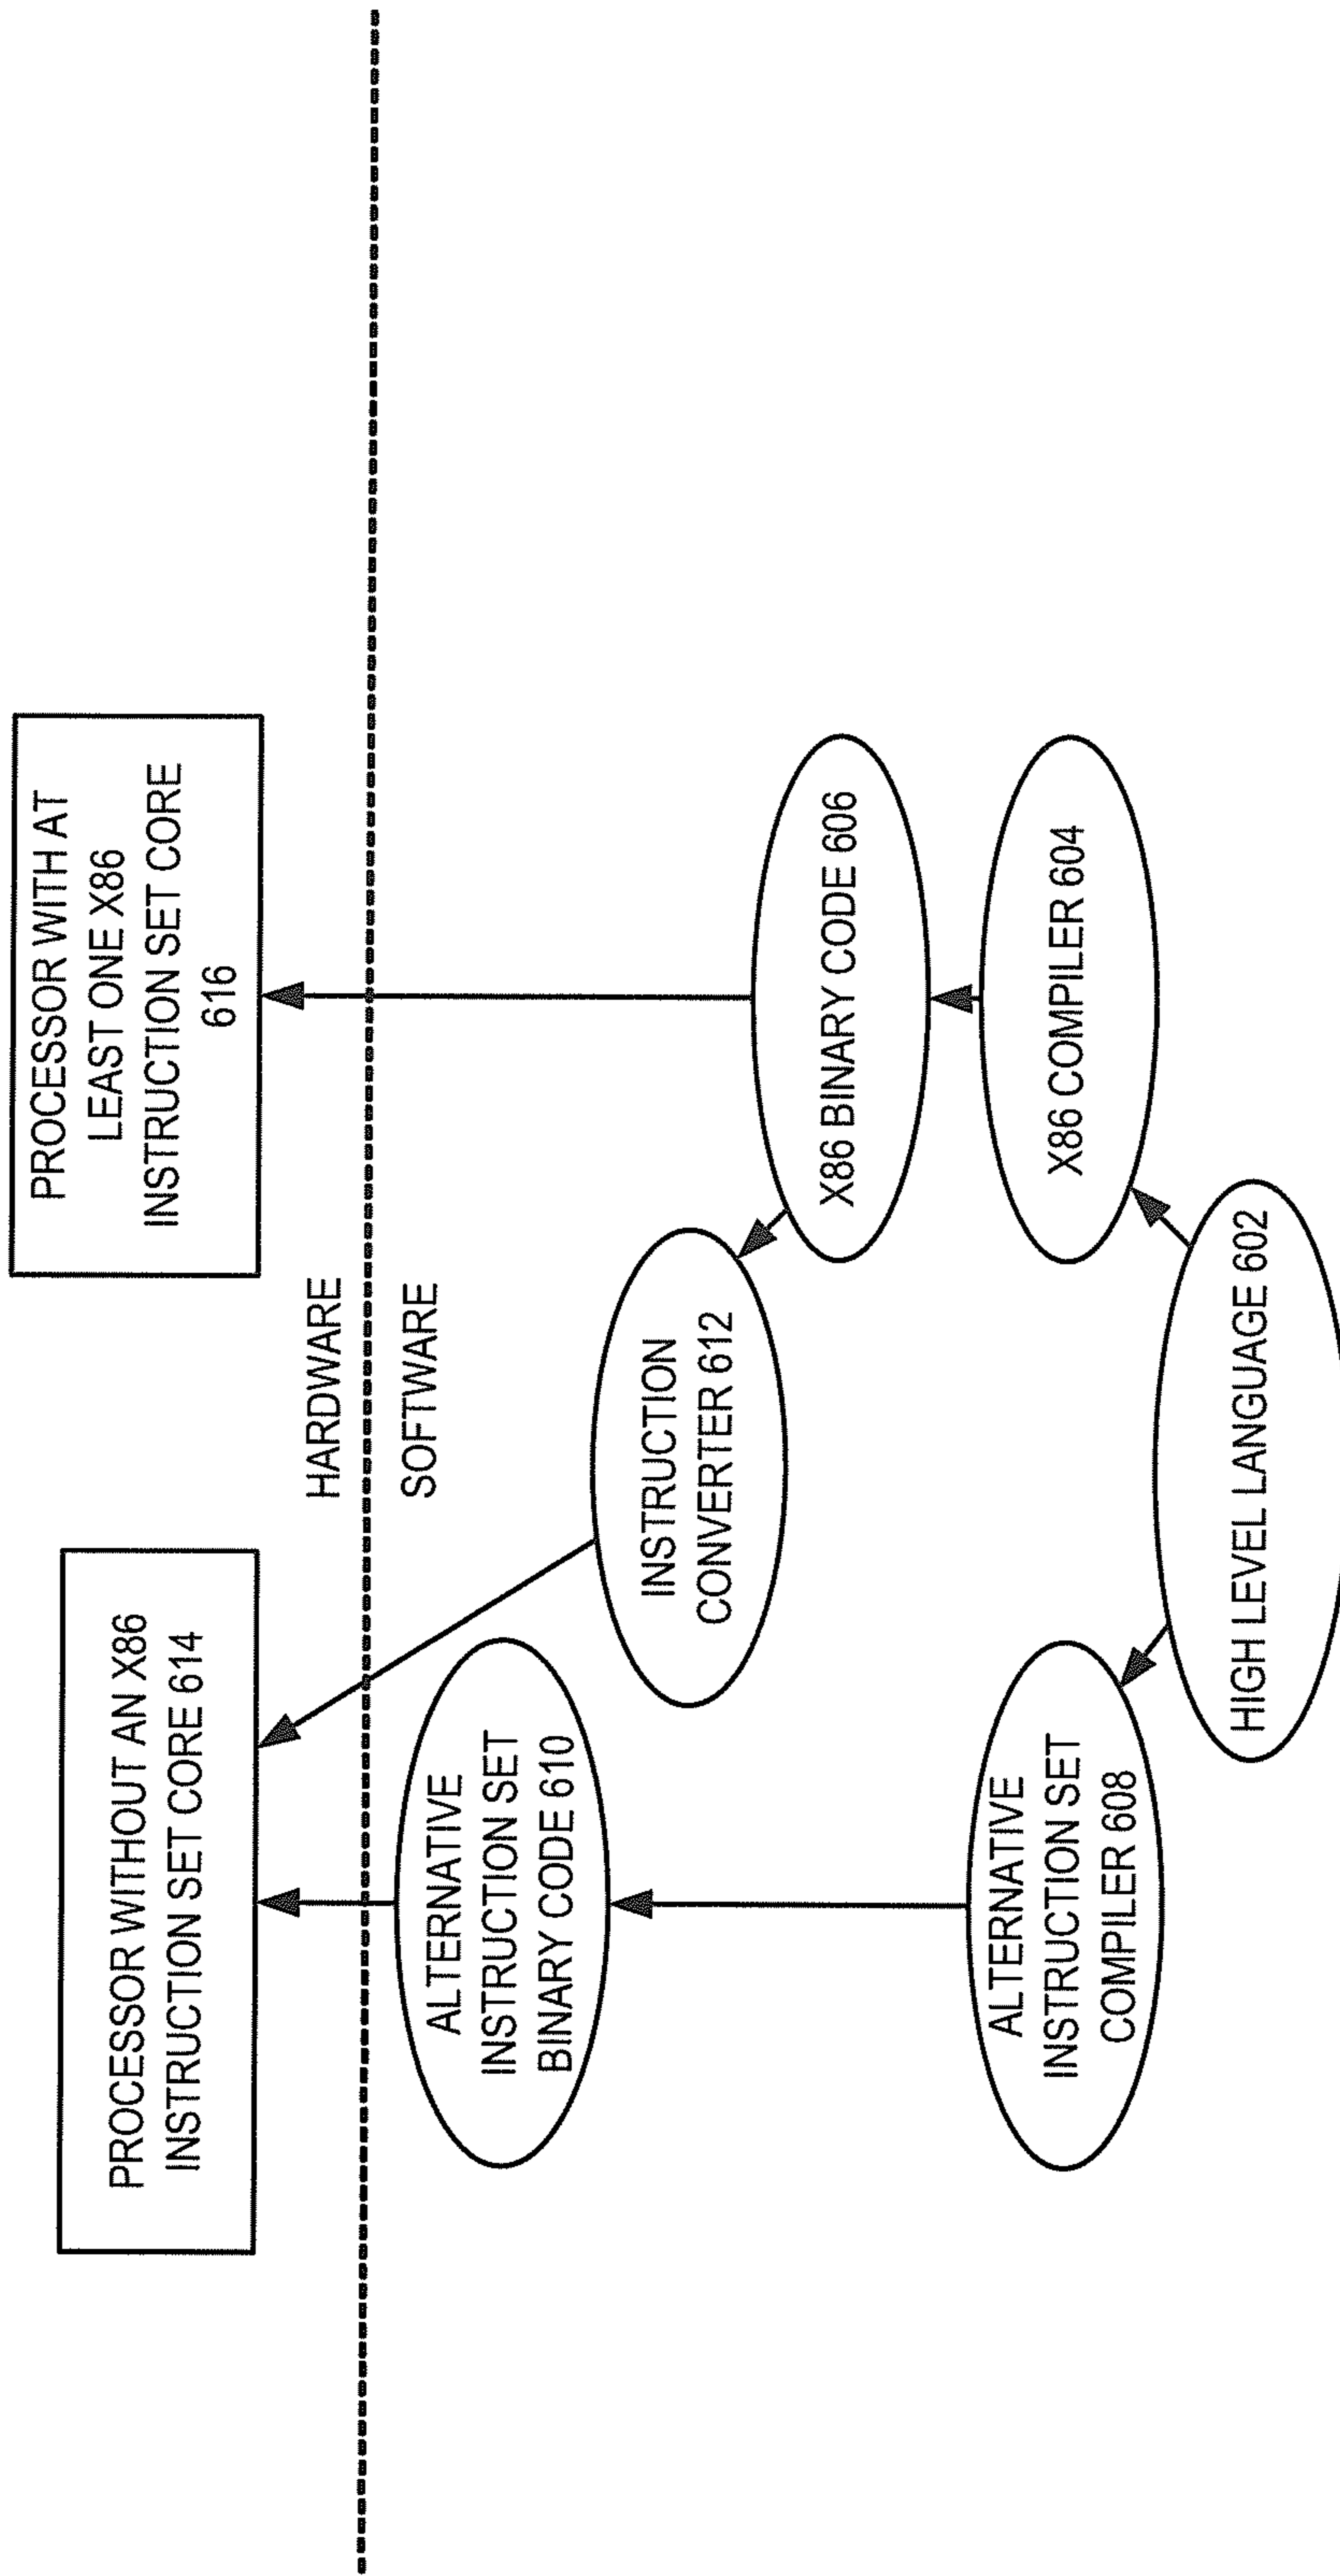 PROCESSOR WITHOUT AN X86
INSTRUCTION SET CORE 614
PROCESSOR WITH AT
LEAST ONE X86
INSTRUCTION SET CORE
616
HARDWARE
SOFTWARE
ALTERNATIVE
INSTRUCTION SET
BINARY CODE 610
INSTRUCTION
CONVERTER 612
X86 BINARY CODE 606
ALTERNATIVE
INSTRUCTION SET
COMPILER 608
X86 COMPILER 604
HIGH LEVEL LANGUAGE 602